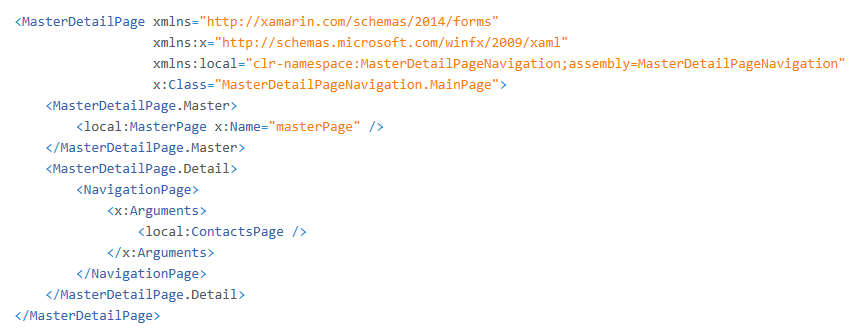 <MasterDetailPage xmlns="http://xamarin.com/schemas/2014/forms"
                  xmlns:x="http://schemas.microsoft.com/winfx/2009/xaml"
                  xmlns:local="clr-namespace:MasterDetailPageNavigation;assembly=MasterDetailPageNavigation"
                  x:Class="MasterDetailPageNavigation.MainPage">
    <MasterDetailPage.Master>
        <local:MasterPage x:Name="masterPage" />
    </MasterDetailPage.Master>
    <MasterDetailPage.Detail>
        <NavigationPage>
            <x:Arguments>
                <local:ContactsPage />
            </x:Arguments>
        </NavigationPage>
    </MasterDetailPage.Detail>
</MasterDetailPage>